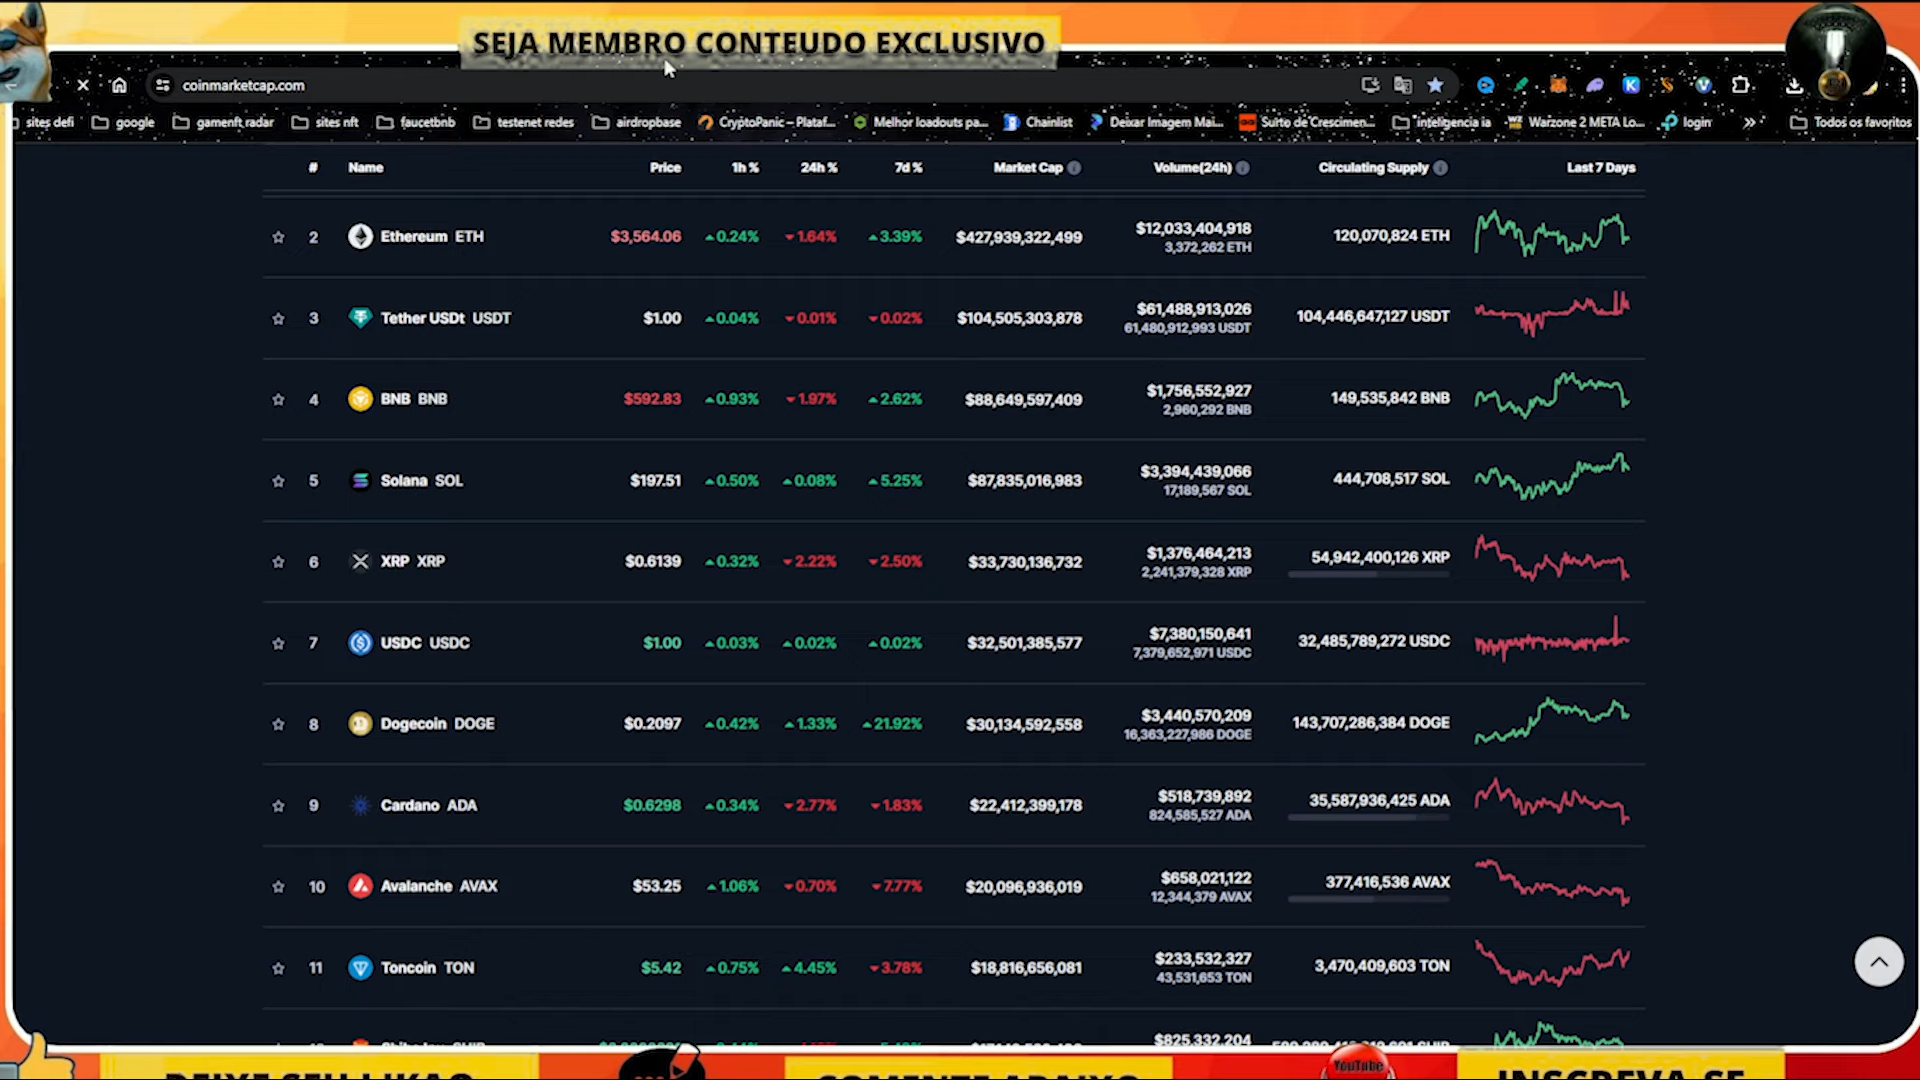 SEJA MEMBRO CONTEUDO EXCLUSIVO
coinmarketcap.com
sites defi google gamenft radar sites nft faucetbnb testenet redes airdropbase CryptoPanic – Plataf... Melhor loadouts pa... Chainlist Deixar Imagem Mai... Surto de Crescimen... inteligencia ia Warzone 2 META Lo... login » Todos os favoritos
# Name Price 1h % 24h % 7d % Market Cap Volume(24h) Circulating Supply Last 7 Days
2 Ethereum ETH $3,564.06 0.24% 1.64% 3.39% $427,939,322,499 $12,033,404,918 120,070,824 ETH
3,372,262 ETH
3 Tether USDt USDT $1.00 0.04% 0.01% 0.02% $104,505,303,878 $61,488,913,026 104,446,647,127 USDT
61,480,912,993 USDT
4 BNB BNB $592.83 0.93% 1.97% 2.62% $88,649,597,409 $1,756,552,927 149,535,842 BNB
2,960,292 BNB
5 Solana SOL $197.51 0.50% 0.08% 5.25% $87,835,016,983 $3,394,439,066 444,708,517 SOL
17,189,567 SOL
6 XRP XRP $0.6139 0.32% 2.22% 2.50% $33,730,136,732 $1,376,464,213 54,942,400,126 XRP
2,241,379,328 XRP
7 USDC USDC $1.00 0.03% 0.02% 0.02% $32,501,385,577 $7,380,150,641 32,485,789,272 USDC
7,379,652,971 USDC
8 Dogecoin DOGE $0.2097 0.42% 1.33% 21.92% $30,134,592,558 $3,440,570,209 143,707,286,384 DOGE
16,363,227,986 DOGE
9 Cardano ADA $0.6298 0.34% 2.77% 1.83% $22,412,399,178 $518,739,892 35,587,936,425 ADA
824,585,527 ADA
10 Avalanche AVAX $53.25 1.06% 0.70% 7.77% $20,096,936,019 $658,021,122 377,416,536 AVAX
12,344,379 AVAX
11 Toncoin TON $5.42 0.75% 4.45% 3.78% $18,816,656,081 $233,532,327 3,470,409,603 TON
43,531,653 TON
$825,332,204
DEIXE SEU LIKAO COMENTE ABAIXO YouTube INSCREVA-SE